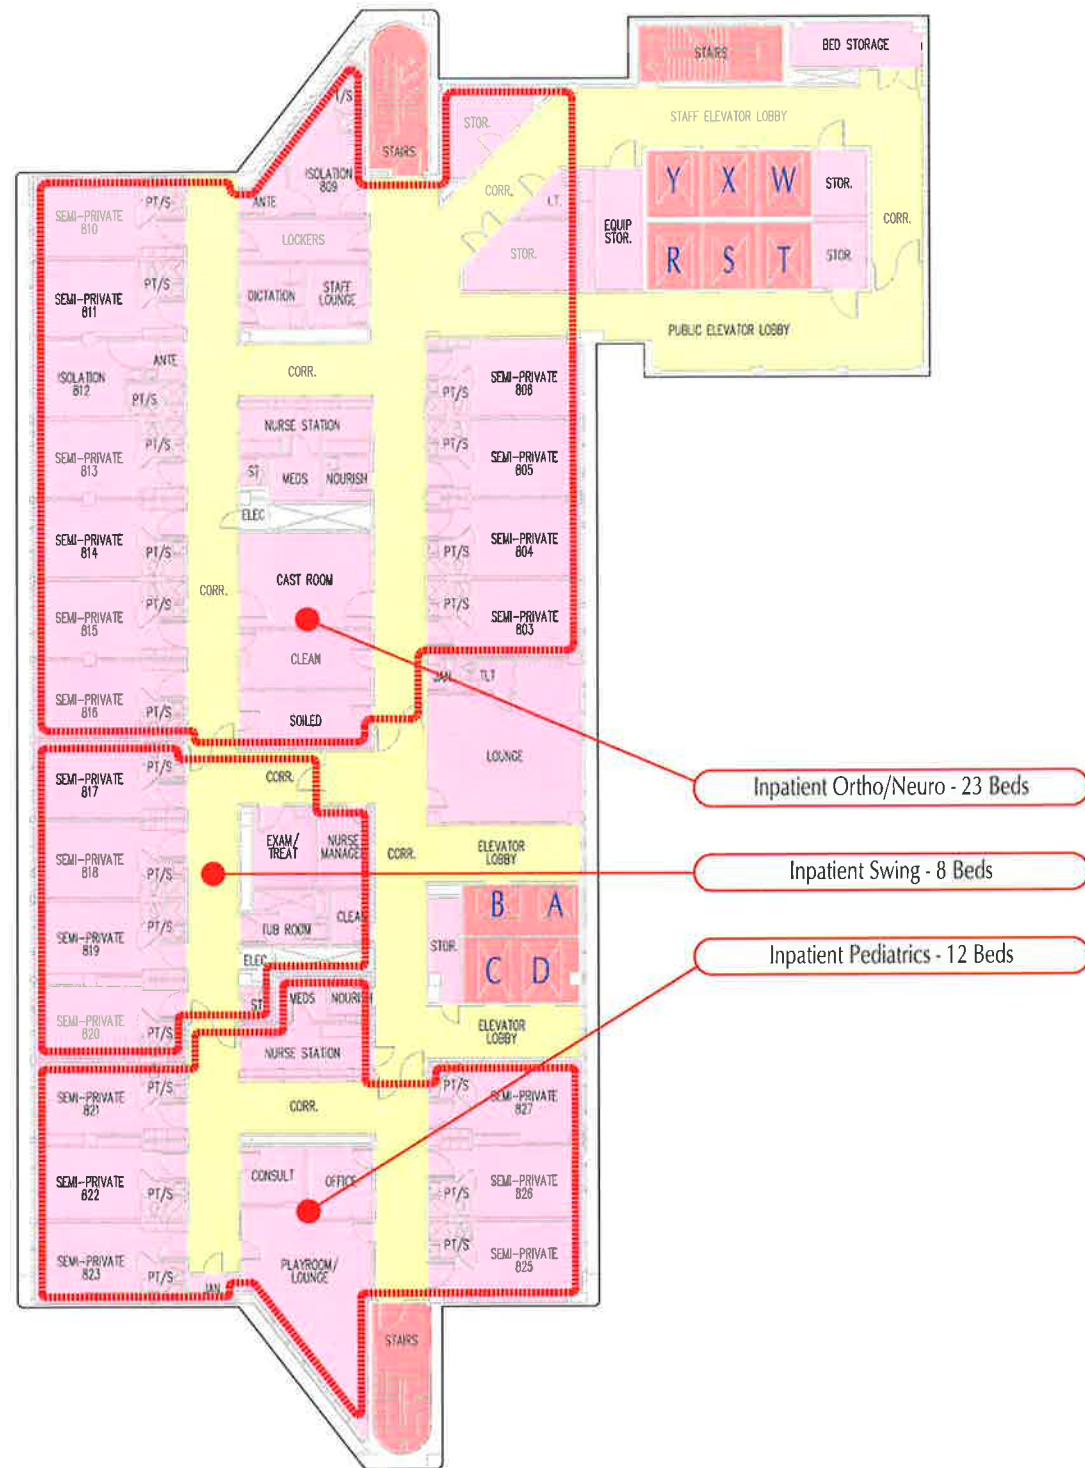 STAIRS
BED STORAGE
STAFF ELEVATOR LOBBY
STOR.
STAIRS
CORR.
Y X W
STOR.
EQUIP
STOR.
CORR.
STOR.
R S T
STOR.
PUBLIC ELEVATOR LOBBY
ISOLATION
809
ANTE
LOCKERS
DICTATION
STAFF
LOUNGE
CORR.
NURSE STATION
ST
MEDS
NOURISH
ELEC
CAST ROOM
CLEAN
SOILED
SEMI-PRIVATE
810
PT/S
SEMI-PRIVATE
811
PT/S
ANTE
ISOLATION
812
PT/S
SEMI-PRIVATE
813
PT/S
SEMI-PRIVATE
814
PT/S
CORR.
SEMI-PRIVATE
815
PT/S
SEMI-PRIVATE
816
PT/S
SEMI-PRIVATE
806
PT/S
SEMI-PRIVATE
805
PT/S
SEMI-PRIVATE
804
PT/S
SEMI-PRIVATE
803
PT/S
JAN.
TLT
LOUNGE
Inpatient Ortho/Neuro - 23 Beds
SEMI-PRIVATE
817
PT/S
CORR.
EXAM/
TREAT
NURSE
MANAGER
CORR.
ELEVATOR
LOBBY
SEMI-PRIVATE
818
PT/S
Inpatient Swing - 8 Beds
SEMI-PRIVATE
819
PT/S
TUB ROOM
CLEAN
B A
STOR.
C D
ELEC
Inpatient Pediatrics - 12 Beds
SEMI-PRIVATE
820
PT/S
ST
MEDS
NOURISH
ELEVATOR
LOBBY
NURSE STATION
SEMI-PRIVATE
821
PT/S
CORR.
PT/S
SEMI-PRIVATE
827
SEMI-PRIVATE
822
PT/S
CONSULT
OFFICE
PT/S
SEMI-PRIVATE
826
SEMI-PRIVATE
823
PT/S
JAN.
PLAYROOM/
LOUNGE
PT/S
SEMI-PRIVATE
825
STAIRS